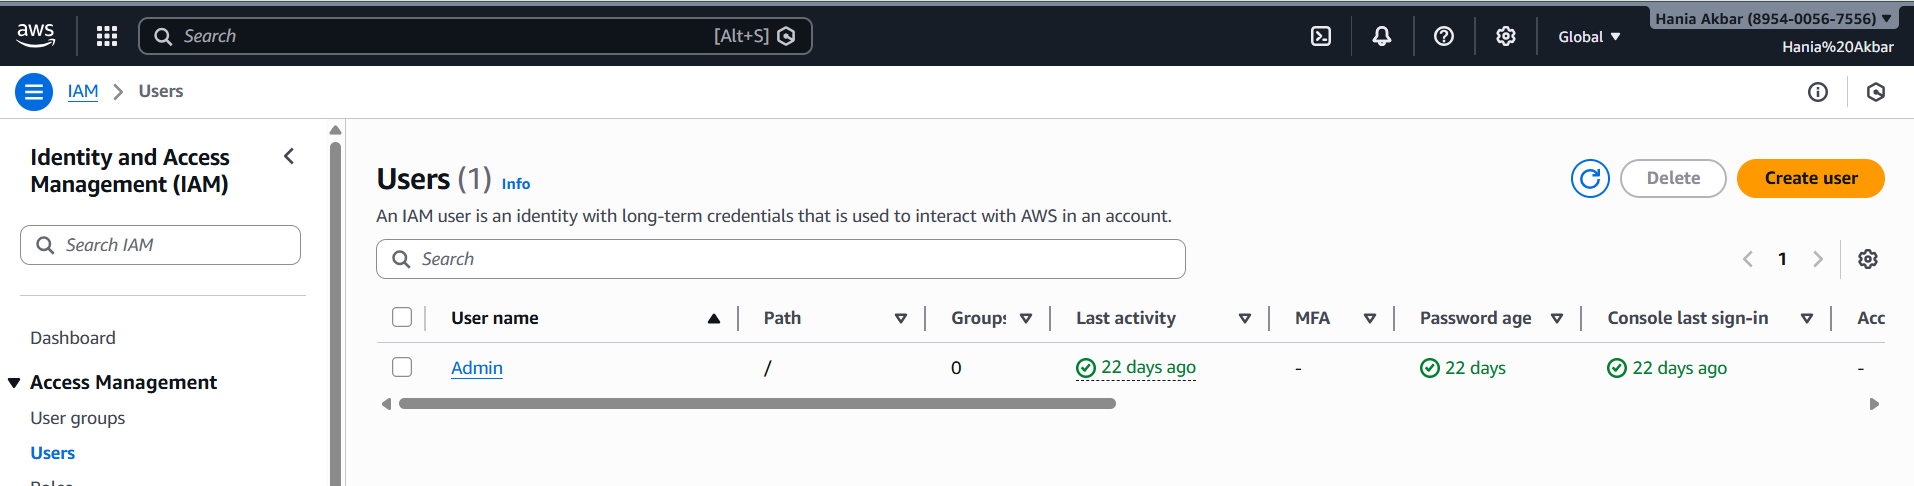 aws
Search [Alt+S]
Global
Hania Akbar (8954-0056-7556)
Hania%20Akbar
IAM > Users
Identity and Access
Management (IAM)
Search IAM
Dashboard
Access Management
User groups
Users
Roles
Users (1) Info
Delete
Create user
An IAM user is an identity with long-term credentials that is used to interact with AWS in an account.
Search
1
User name Path Groups Last activity MFA Password age Console last sign-in Acc
Admin / 0 22 days ago - 22 days 22 days ago -